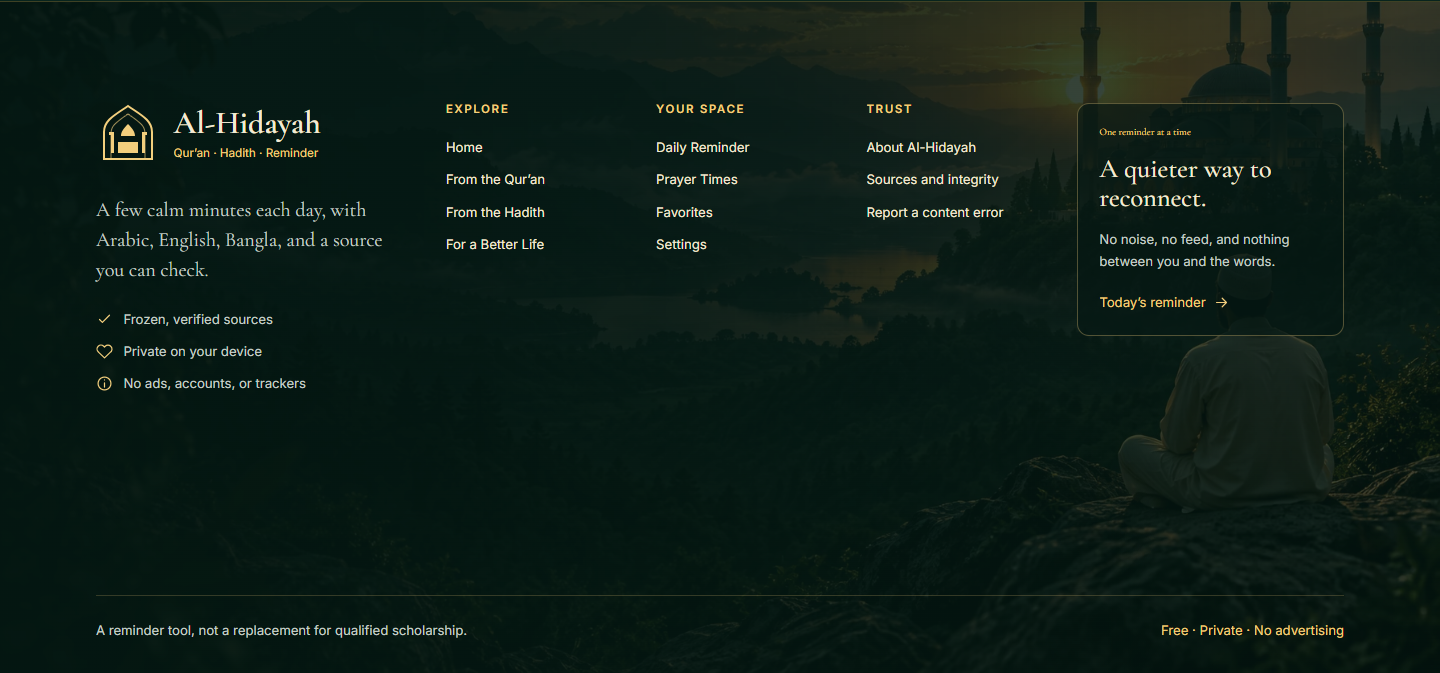 Al-Hidayah
Qur’an · Hadith · Reminder
A few calm minutes each day, with
Arabic, English, Bangla, and a source
you can check.
Frozen, verified sources
Private on your device
No ads, accounts, or trackers
EXPLORE
Home
From the Qur’an
From the Hadith
For a Better Life
YOUR SPACE
Daily Reminder
Prayer Times
Favorites
Settings
TRUST
About Al-Hidayah
Sources and integrity
Report a content error
One reminder at a time
A quieter way to
reconnect.
No noise, no feed, and nothing
between you and the words.
Today’s reminder →
A reminder tool, not a replacement for qualified scholarship.
Free · Private · No advertising